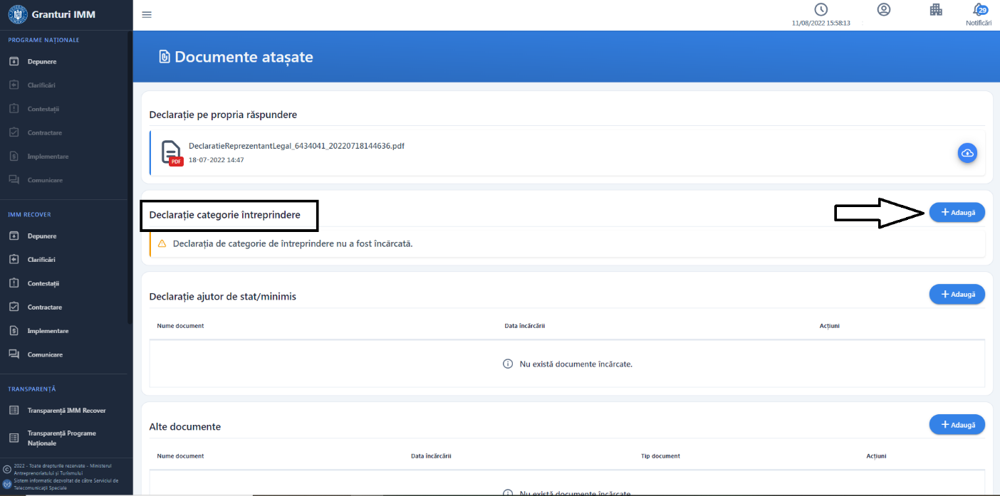 Granturi IMM
11/08/2022 15:58:13
29
Notificări
PROGRAME NAȚIONALE
Depunere
Clarificări
Contestații
Contractare
Implementare
Comunicare
IMM RECOVER
Depunere
Clarificări
Contestații
Contractare
Implementare
Comunicare
TRANSPARENȚĂ
Transparență IMM Recover
Transparență Programe
Naționale
2022 - Toate drepturile rezervate - Ministerul
Antreprenoriatului și Turismului
Sistem informatic dezvoltat de către Serviciul de
Telecomunicații Speciale
Documente atașate
Declarație pe propria răspundere
DeclaratieReprezentantLegal_6434041_20220718144636.pdf
PDF
18-07-2022 14:47
Declarație categorie întreprindere
+ Adaugă
Declarația de categorie de întreprindere nu a fost încărcată.
Declarație ajutor de stat/minimis
+ Adaugă
Nume document Data încărcării Acțiuni
Nu există documente încărcate.
Alte documente
+ Adaugă
Nume document Data încărcării Tip document Acțiuni
Nu există documente încărcate.